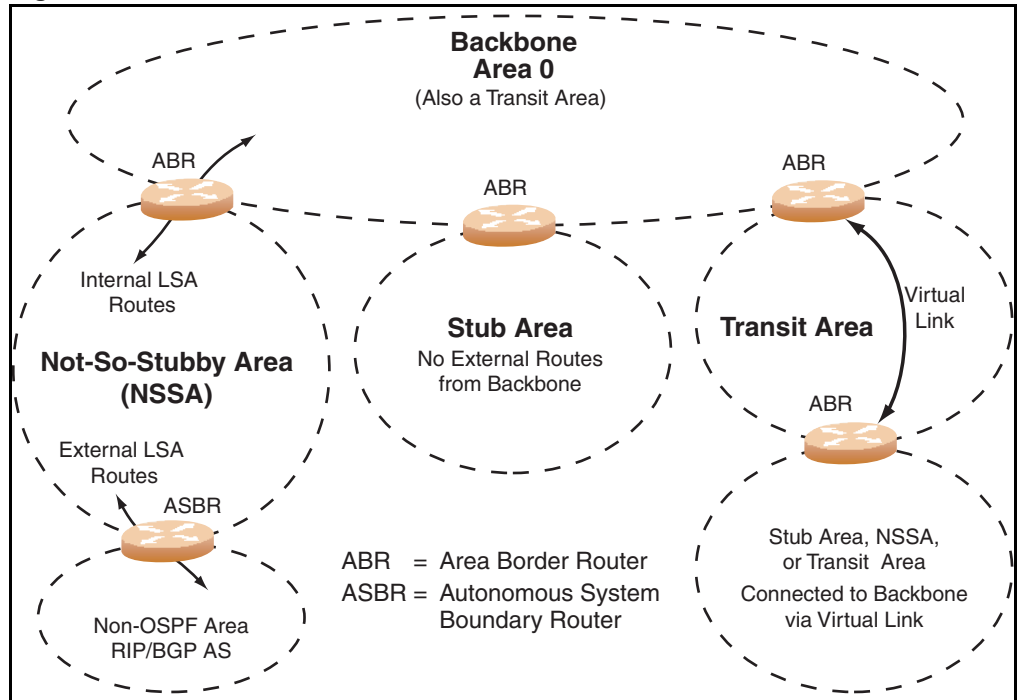 Backbone
Area 0
(Also a Transit Area)
ABR
ABR
ABR
Internal LSA
Routes
Virtual
Link
Stub Area
No External Routes
from Backbone
Transit Area
Not-So-Stubby Area
(NSSA)
ABR
External LSA
Routes
ASBR
Stub Area, NSSA,
or Transit Area
Connected to Backbone
via Virtual Link
ABR = Area Border Router
ASBR = Autonomous System
Boundary Router
Non-OSPF Area
RIP/BGP AS